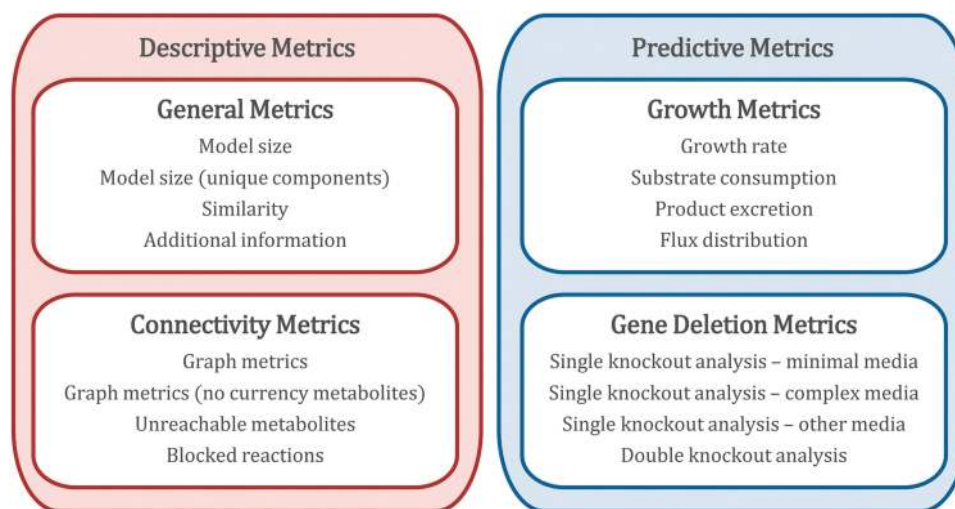 Descriptive Metrics
General Metrics
Model size
Model size (unique components)
Similarity
Additional information
Connectivity Metrics
Graph metrics
Graph metrics (no currency metabolites)
Unreachable metabolites
Blocked reactions
Predictive Metrics
Growth Metrics
Growth rate
Substrate consumption
Product excretion
Flux distribution
Gene Deletion Metrics
Single knockout analysis – minimal media
Single knockout analysis – complex media
Single knockout analysis – other media
Double knockout analysis